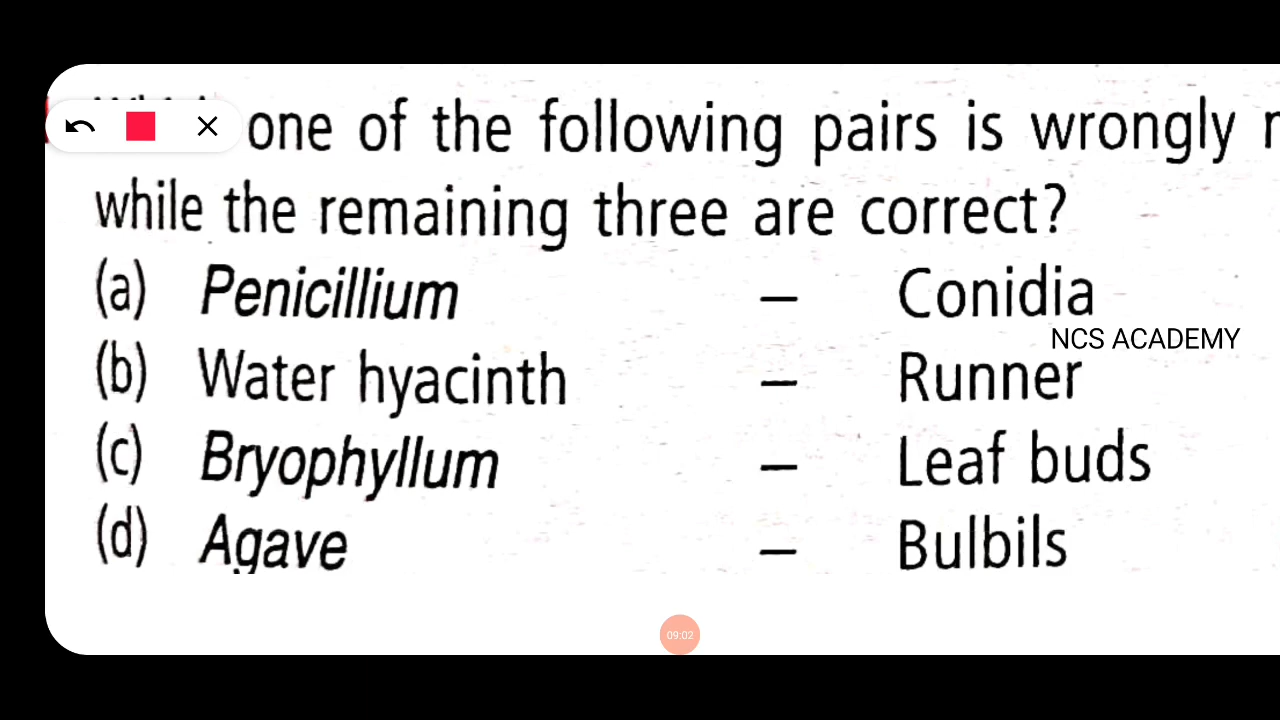 one of the following pairs is wrongly
while the remaining three are correct?
(a) Penicillium – Conidia
NCS ACADEMY
(b) Water hyacinth – Runner
(c) Bryophyllum – Leaf buds
(d) Agave – Bulbils
09:02